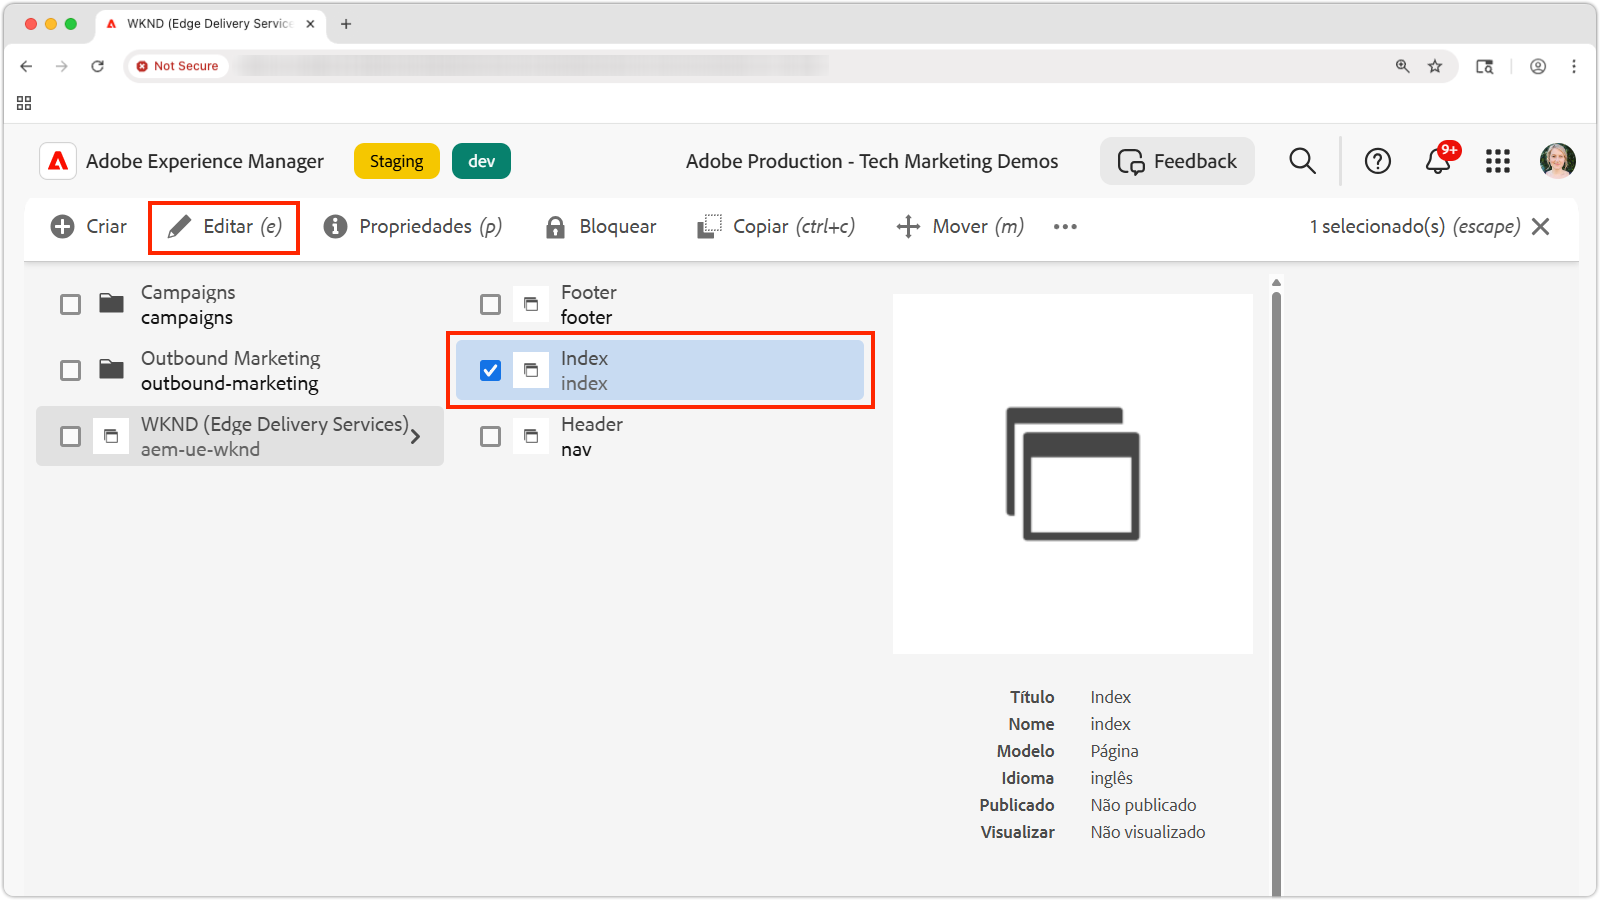 WKND (Edge Delivery Service
Not Secure
Adobe Experience Manager
Staging
dev
Adobe Production - Tech Marketing Demos
Feedback
9+
Criar
Editar (e)
Propriedades (p)
Bloquear
Copiar (ctrl+c)
Mover (m)
1 selecionado(s) (escape)
Campaigns
campaigns
Outbound Marketing
outbound-marketing
WKND (Edge Delivery Services)
aem-ue-wknd
Footer
footer
Index
index
Header
nav
Título Index
Nome index
Modelo Página
Idioma inglês
Publicado Não publicado
Visualizar Não visualizado